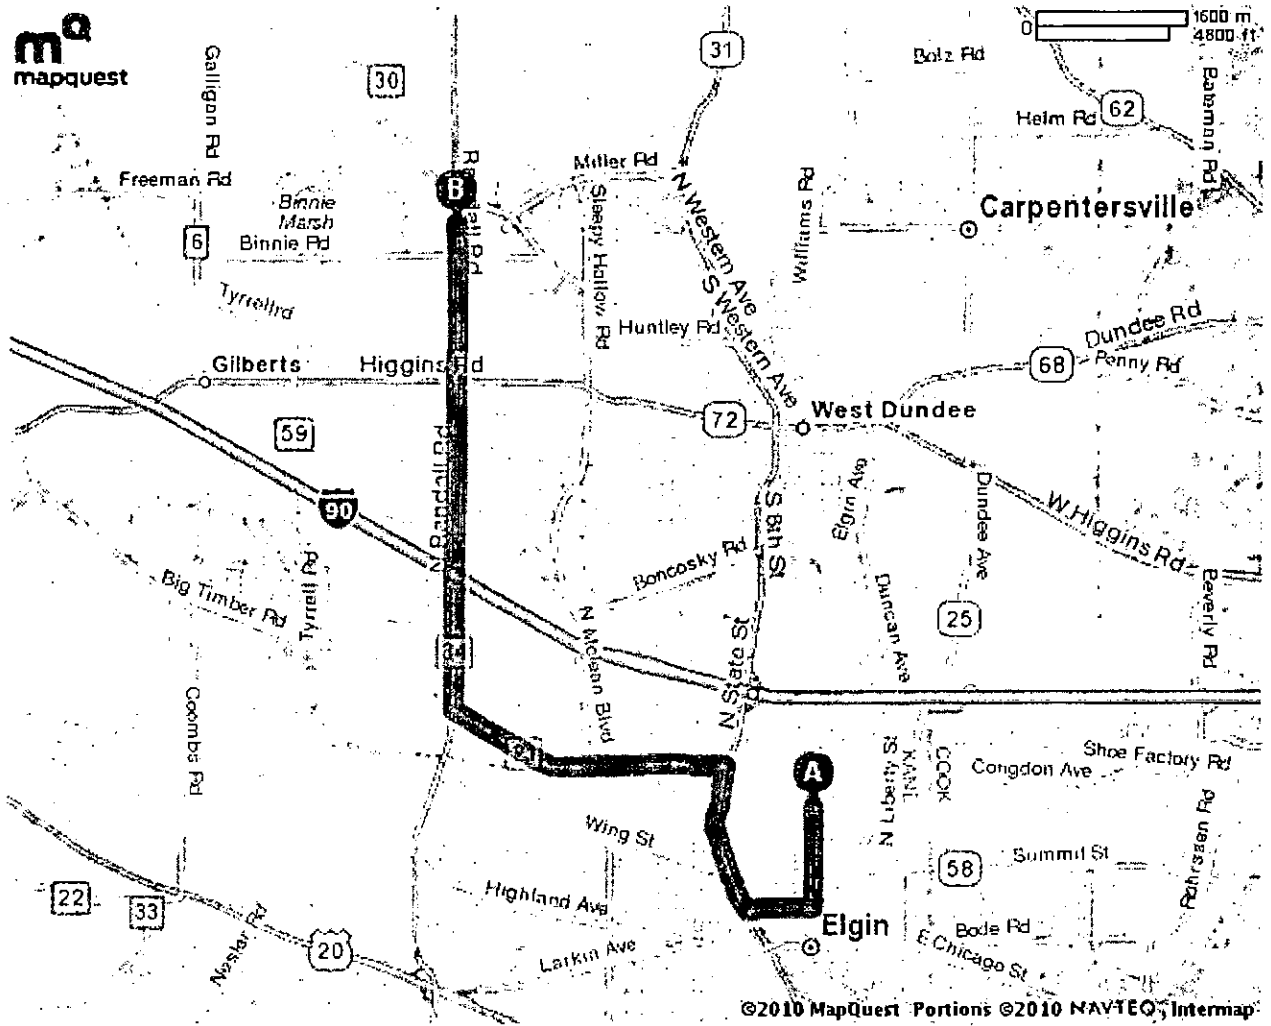 mapquest
0
1600 m
4800 ft
Galligan Rd
30
31
Bolz Rd
62
Helm Rd
Bateman Rd
Freeman Rd
B
Miller Rd
N Western Ave
Williams Rd
Carpentersville
Binnie
Marsh
6
Binnie Rd
Sleepy Hollow Rd
Tyrrell Rd
Huntley Rd
S Western Ave
Dundee Rd
68
Penny Rd
Gilberts
Higgins Rd
72
West Dundee
59
90
N Randall Rd
S 8th St
Elgin Ave
Dundee Ave
W Higgins Rd
Boncosky Rd
Big Timber Rd
Tyrrell Rd
N Mclean Blvd
N State St
Duncan Ave
25
Beverly Rd
Coombs Rd
A
N Liberty S
KANE
COOK
Congdon Ave
Shoe Factory Rd
Wing St
Summit St
58
Rohrssen Rd
Highland Ave
22
33
Nesler Rd
20
Larkin Ave
Elgin
Bode Rd
E Chicago St
©2010 MapQuest Portions ©2010 NAVTEQ, Intermap